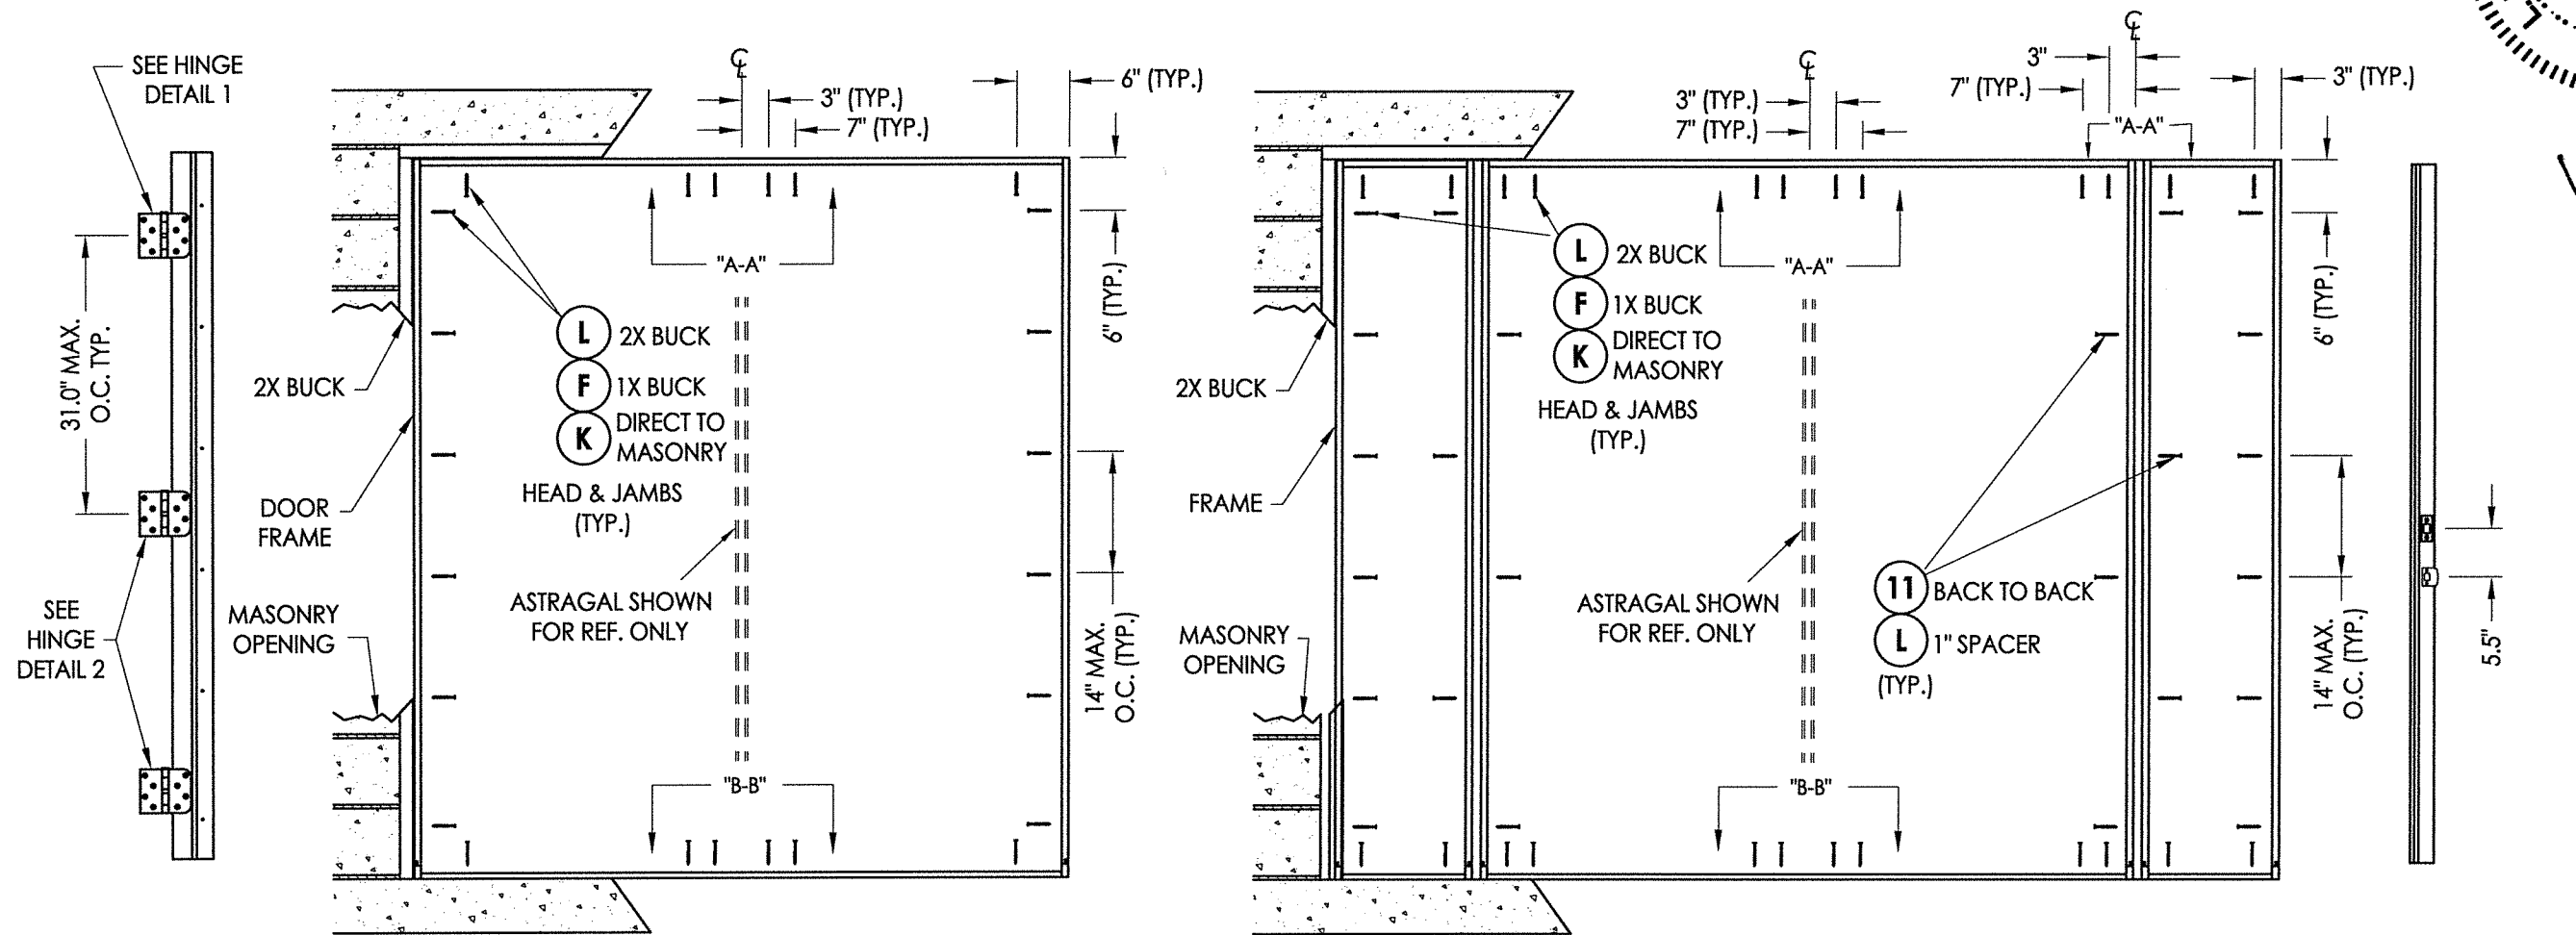 SEE HINGE
DETAIL 1
31.0" MAX.
O.C. TYP.
SEE
HINGE
DETAIL 2
2X BUCK
DOOR
FRAME
MASONRY
OPENING
℄
3" (TYP.)
7" (TYP.)
6" (TYP.)
"A-A"
L 2X BUCK
F 1X BUCK
K DIRECT TO
MASONRY
HEAD & JAMBS
(TYP.)
ASTRAGAL SHOWN
FOR REF. ONLY
"B-B"
6" (TYP.)
14" MAX.
O.C. (TYP.)
2X BUCK
FRAME
MASONRY
OPENING
℄
3" (TYP.)
7" (TYP.)
℄
3"
7" (TYP.)
3" (TYP.)
"A-A"
L 2X BUCK
F 1X BUCK
K DIRECT TO
MASONRY
HEAD & JAMBS
(TYP.)
"A-A"
ASTRAGAL SHOWN
FOR REF. ONLY
11 BACK TO BACK
L 1" SPACER
(TYP.)
"B-B"
6" (TYP.)
14" MAX.
O.C. (TYP.)
5.5"